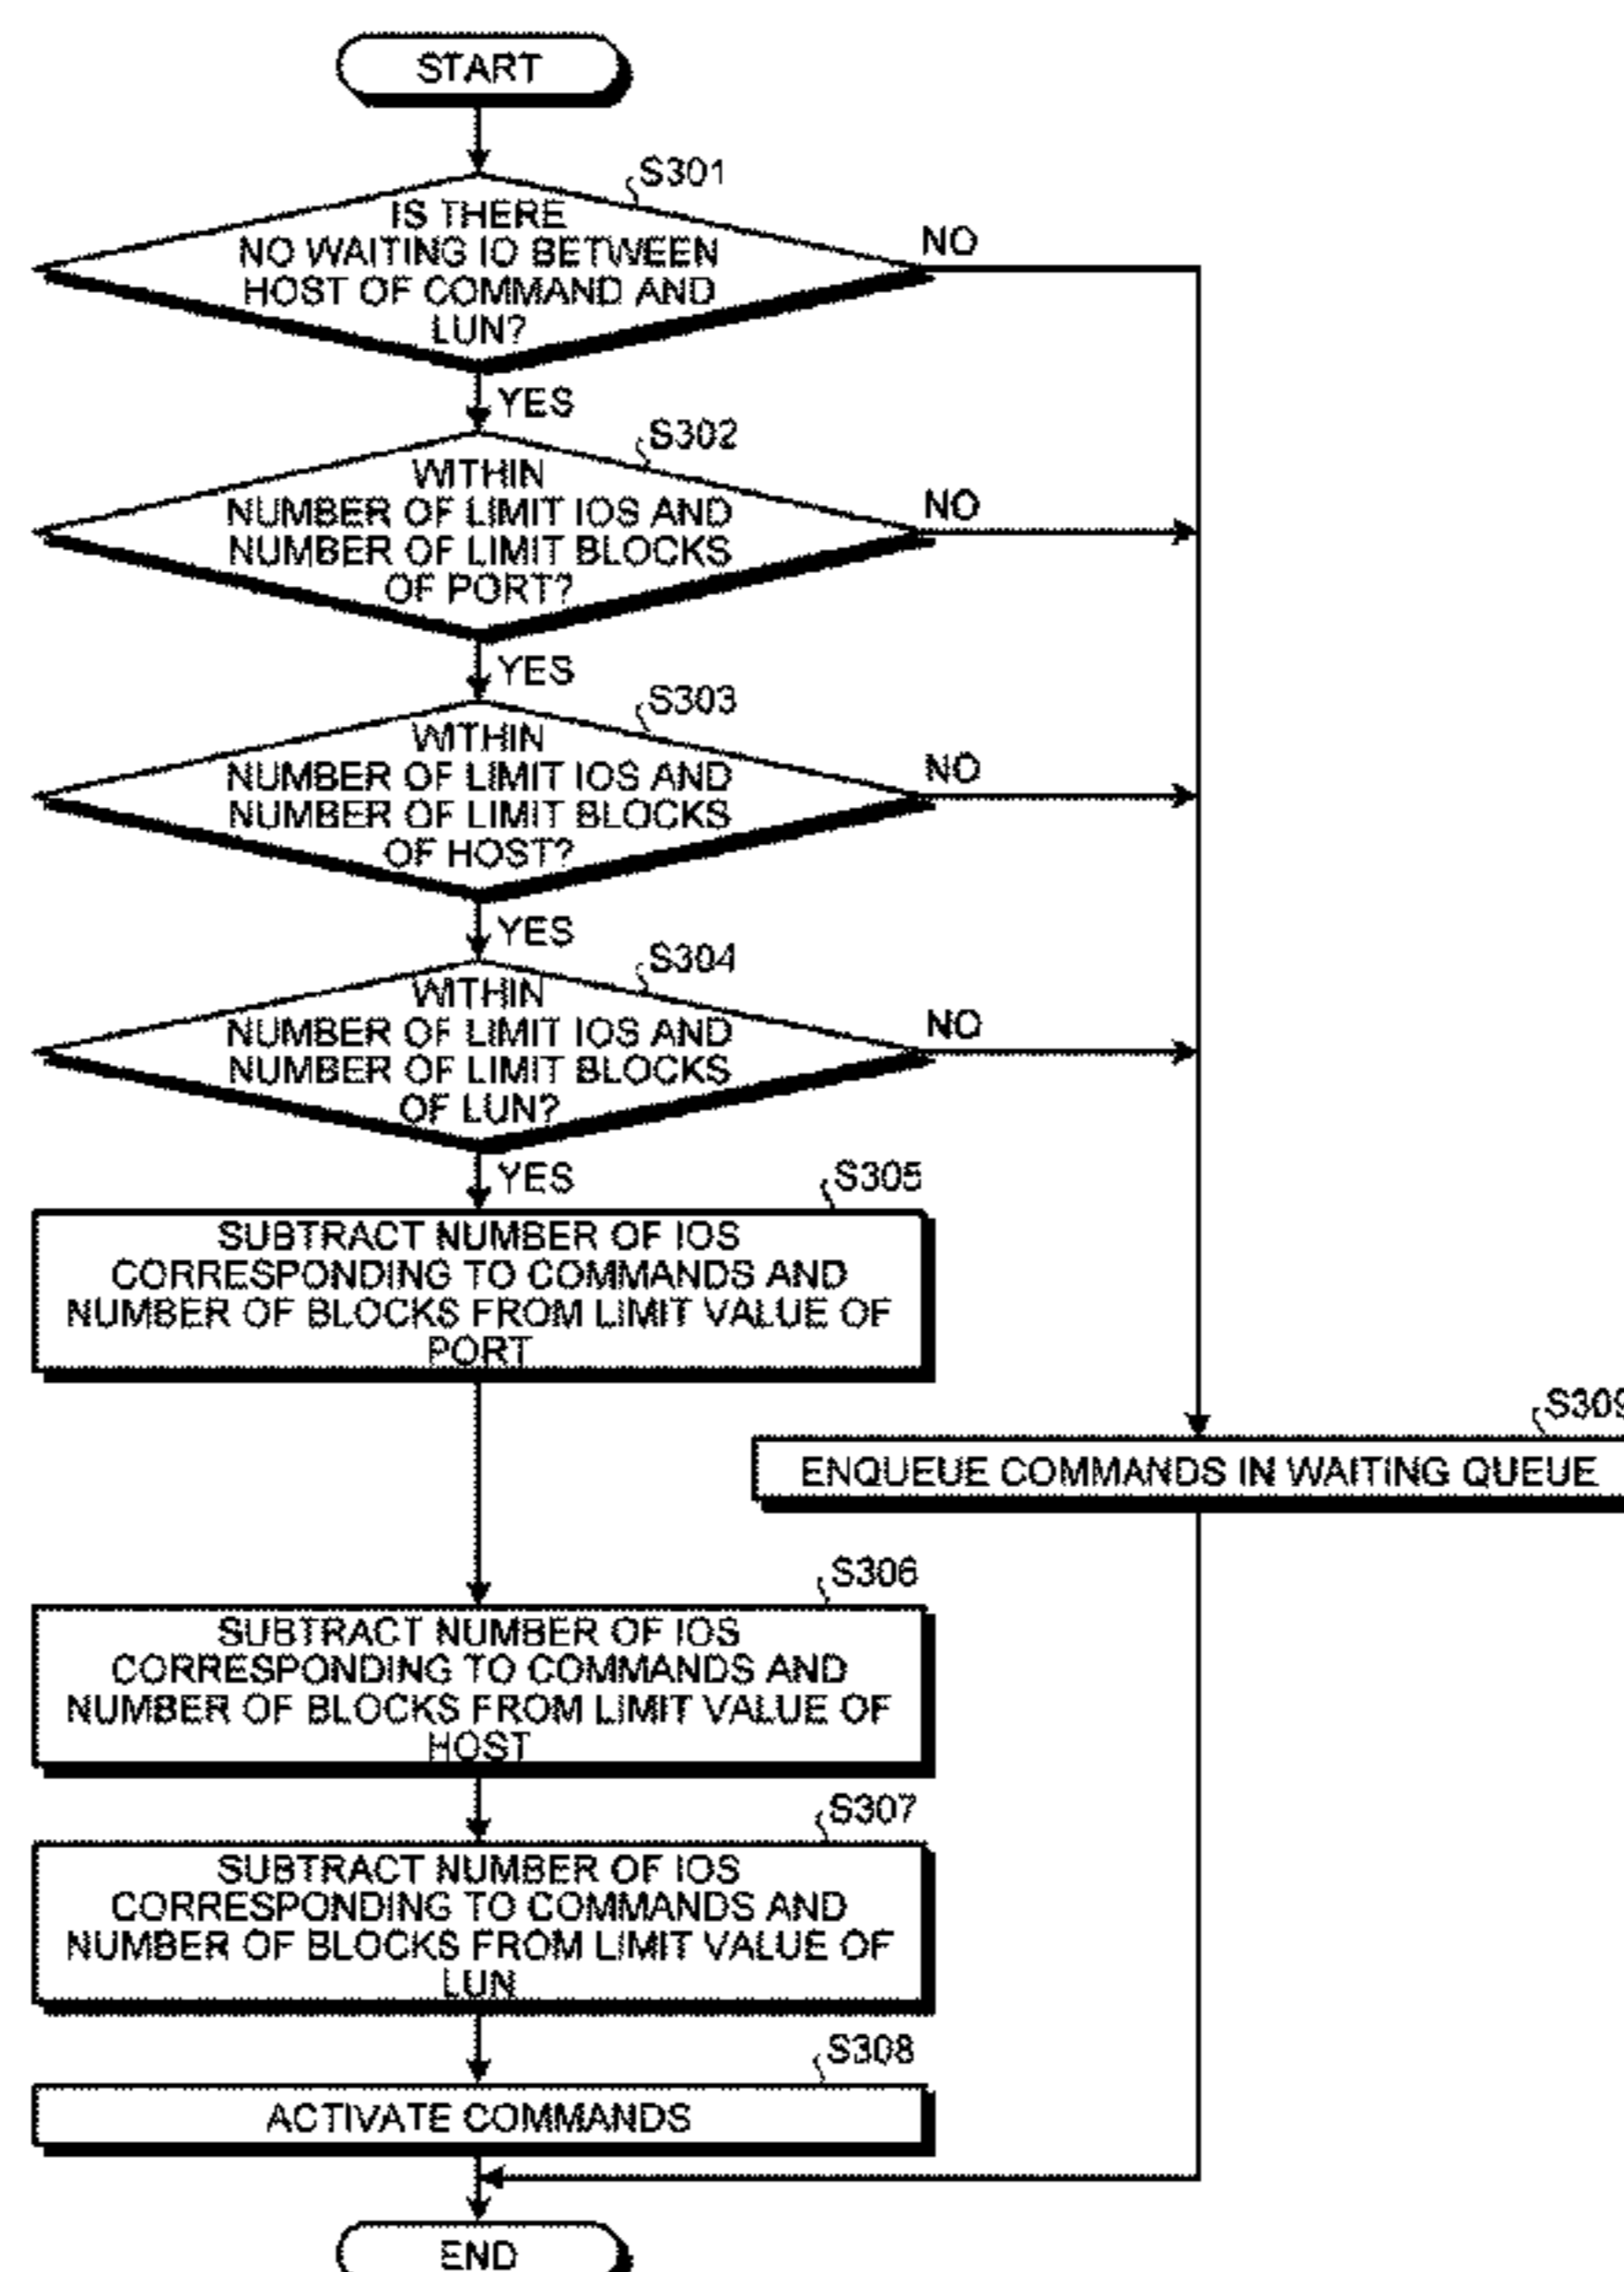 START
S301
IS THERE
NO WAITING IO BETWEEN
HOST OF COMMAND AND
LUN?
NO
YES
S302
WITHIN
NUMBER OF LIMIT IOS AND
NUMBER OF LIMIT BLOCKS
OF PORT?
NO
YES
S303
WITHIN
NUMBER OF LIMIT IOS AND
NUMBER OF LIMIT BLOCKS
OF HOST?
NO
YES
S304
WITHIN
NUMBER OF LIMIT IOS AND
NUMBER OF LIMIT BLOCKS
OF LUN?
NO
YES
S305
SUBTRACT NUMBER OF IOS
CORRESPONDING TO COMMANDS AND
NUMBER OF BLOCKS FROM LIMIT VALUE OF
PORT
S309
ENQUEUE COMMANDS IN WAITING QUEUE
S306
SUBTRACT NUMBER OF IOS
CORRESPONDING TO COMMANDS AND
NUMBER OF BLOCKS FROM LIMIT VALUE OF
HOST
S307
SUBTRACT NUMBER OF IOS
CORRESPONDING TO COMMANDS AND
NUMBER OF BLOCKS FROM LIMIT VALUE OF
LUN
S308
ACTIVATE COMMANDS
END